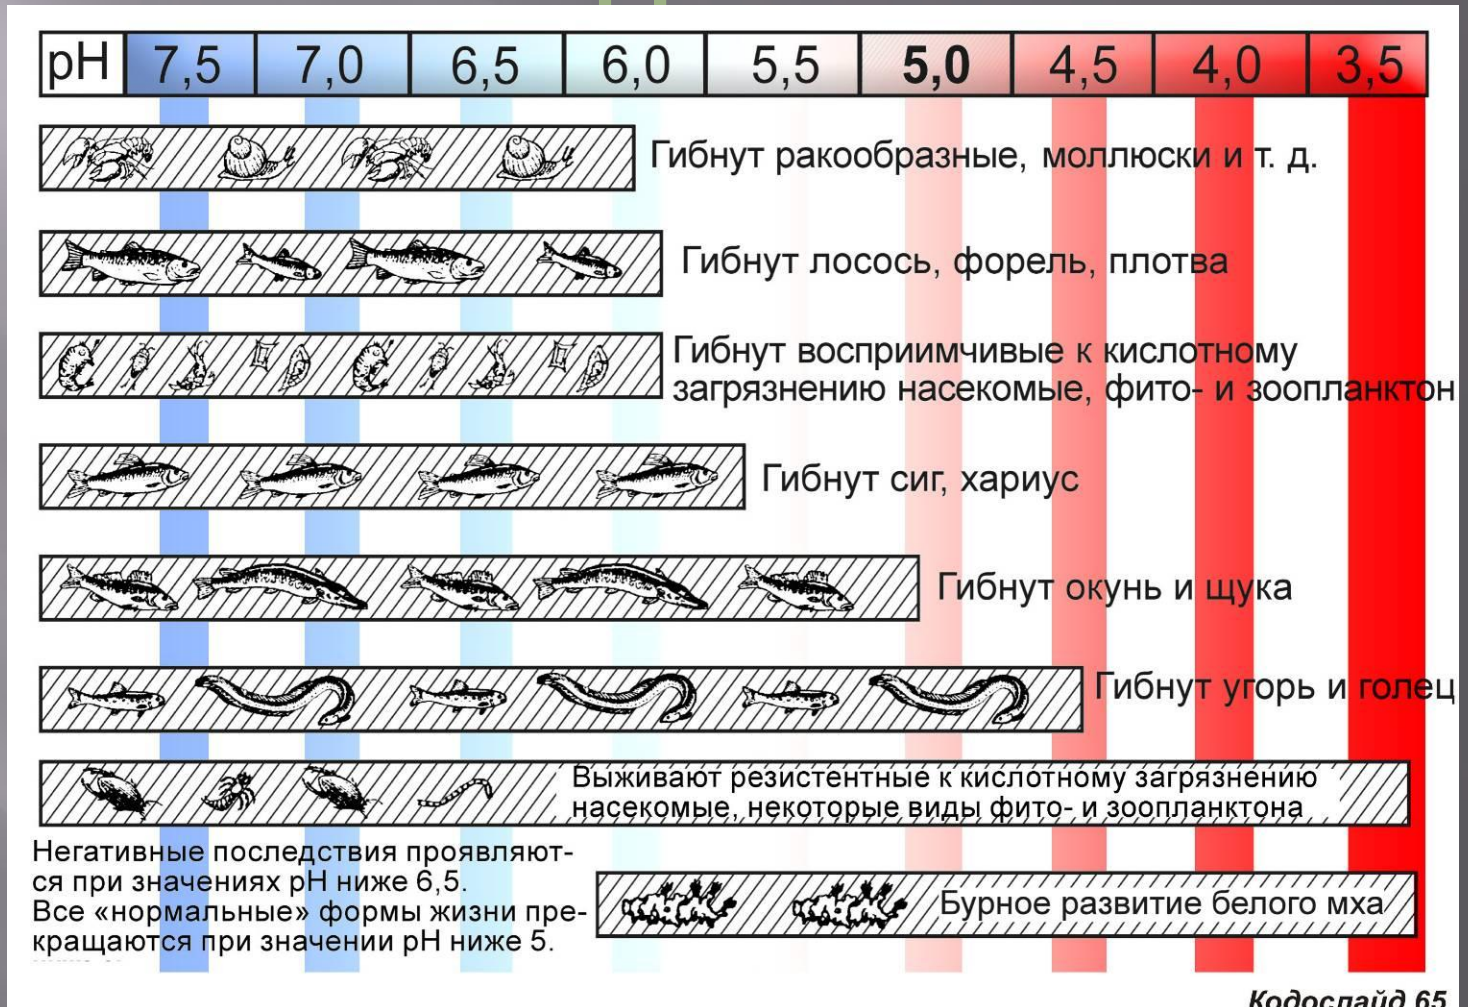 pH 7,5 7,0 6,5 6,0 5,5 5,0 4,5 4,0 3,5
Гибнут ракообразные, моллюски и т. д.
Гибнут лосось, форель, плотва
Гибнут восприимчивые к кислотному
загрязнению насекомые, фито- и зоопланктон
Гибнут сиг, хариус
Гибнут окунь и щука
Гибнут угорь и голец
Выживают резистентные к кислотному загрязнению
насекомые, некоторые виды фито- и зоопланктона
Негативные последствия проявляют-
ся при значениях pH ниже 6,5.
Все «нормальные» формы жизни пре-
кращаются при значении pH ниже 5.
Бурное развитие белого мха
Кодослайд 65